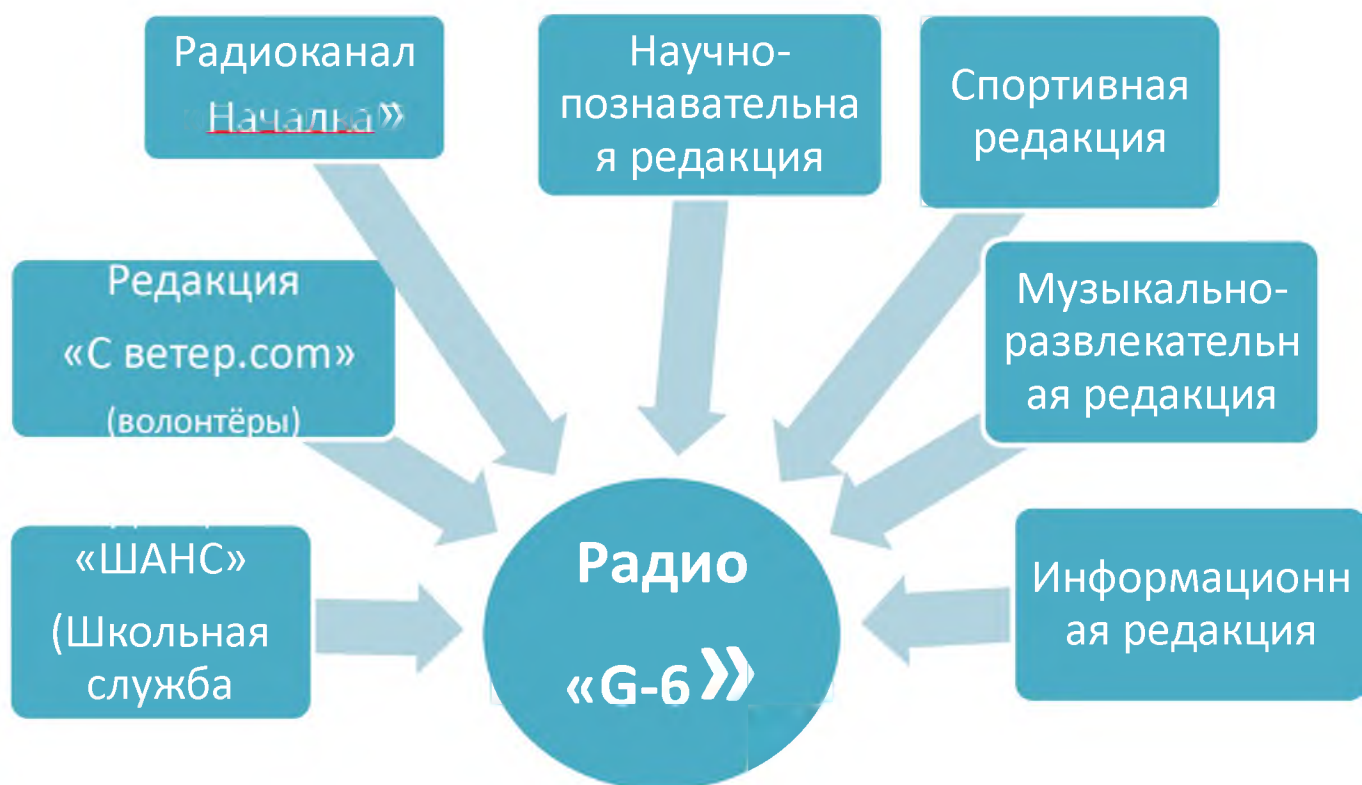 Радиоканал
Началка»
Научно-
познавательна
я редакция
Спортивная
редакция
Редакция
«С ветер.com»
(волонтёры)
Музыкально-
развлекательн
ая редакция
«ШАНС»
(Школьная
служба
Информационн
ая редакция
Радио
«G-6»